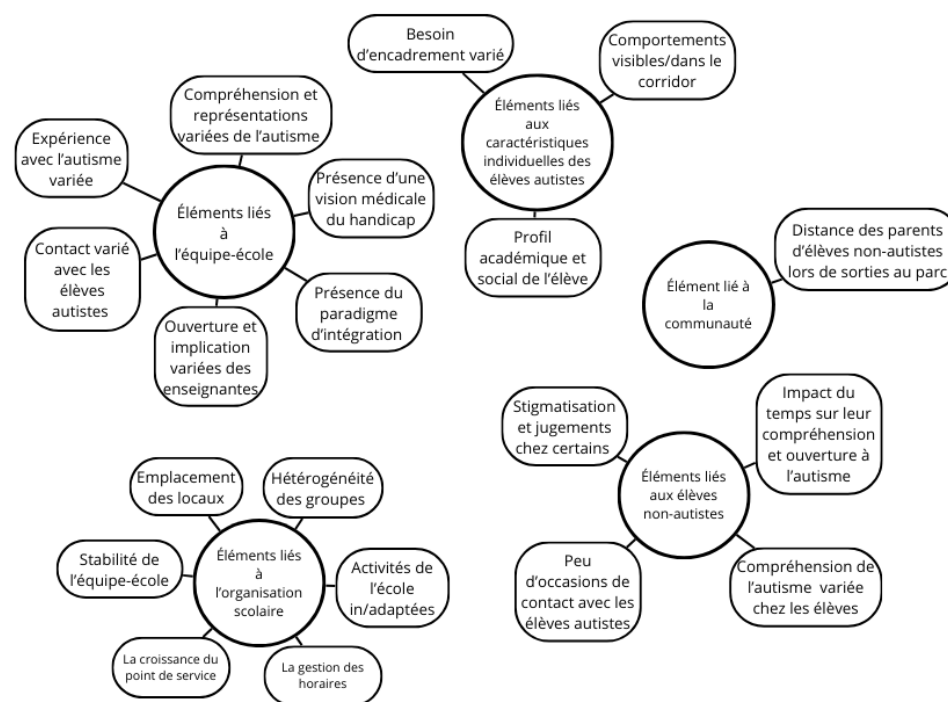 Besoin
d'encadrement varié
Comportements
visibles/dans le
corridor
Éléments liés
aux
caractéristiques
individuelles des
élèves autistes
Profil
académique et
social de l'élève
Compréhension et
représentations
variées de l'autisme
Expérience
avec l'autisme
variée
Présence d'une
vision médicale
du handicap
Éléments liés
à
l'équipe-école
Contact varié
avec les
élèves
autistes
Présence du
paradigme
d'intégration
Ouverture et
implication
variées des
enseignantes
Distance des parents
d'élèves non-autistes
lors de sorties au parc
Élément lié à
la
communauté
Stigmatisation
et jugements
chez certains
Impact du
temps sur leur
compréhension
et ouverture à
l'autisme
Éléments liés
aux élèves
non-autistes
Peu
d'occasions de
contact avec les
élèves autistes
Compréhension de
l'autisme variée
chez les élèves
Emplacement
des locaux
Hétérogénéité
des groupes
Stabilité de
l'équipe-école
Éléments liés
à
l'organisation
scolaire
Activités de
l'école
in/adaptées
La croissance du
point de service
La gestion des
horaires